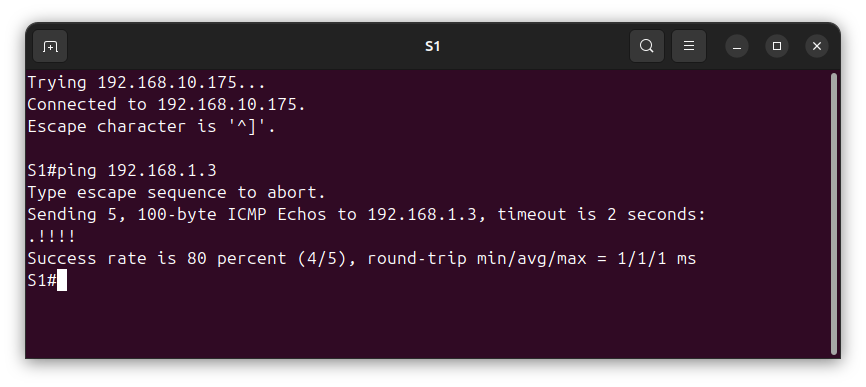 S1
Trying 192.168.10.175...
Connected to 192.168.10.175.
Escape character is '^]'.
S1#ping 192.168.1.3
Type escape sequence to abort.
Sending 5, 100-byte ICMP Echos to 192.168.1.3, timeout is 2 seconds:
.!!!!
Success rate is 80 percent (4/5), round-trip min/avg/max = 1/1/1 ms
S1#